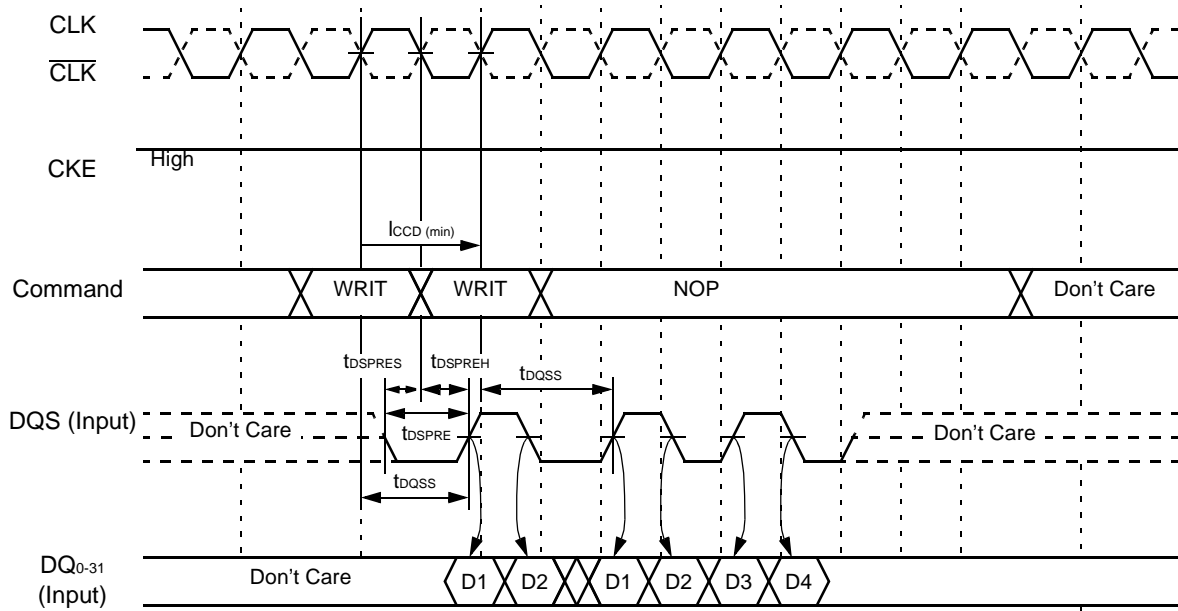 CLK
CLK
CKE
High
lCCD (min)
Command
WRIT
WRIT
NOP
Don't Care
tDSPRES
tDSPREH
tDQSS
DQS (Input)
Don't Care
tDSPRE
Don't Care
tDQSS
DQ0-31
(Input)
Don't Care
D1
D2
D1
D2
D3
D4